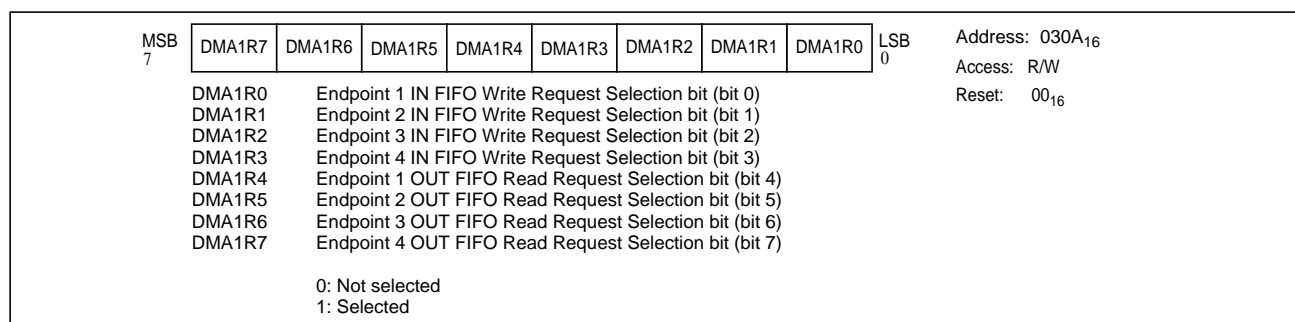 MSB 7 DMA1R7 DMA1R6 DMA1R5 DMA1R4 DMA1R3 DMA1R2 DMA1R1 DMA1R0 LSB 0
Address: 030A16
Access: R/W
Reset: 0016
DMA1R0 Endpoint 1 IN FIFO Write Request Selection bit (bit 0)
DMA1R1 Endpoint 2 IN FIFO Write Request Selection bit (bit 1)
DMA1R2 Endpoint 3 IN FIFO Write Request Selection bit (bit 2)
DMA1R3 Endpoint 4 IN FIFO Write Request Selection bit (bit 3)
DMA1R4 Endpoint 1 OUT FIFO Read Request Selection bit (bit 4)
DMA1R5 Endpoint 2 OUT FIFO Read Request Selection bit (bit 5)
DMA1R6 Endpoint 3 OUT FIFO Read Request Selection bit (bit 6)
DMA1R7 Endpoint 4 OUT FIFO Read Request Selection bit (bit 7)
0: Not selected
1: Selected